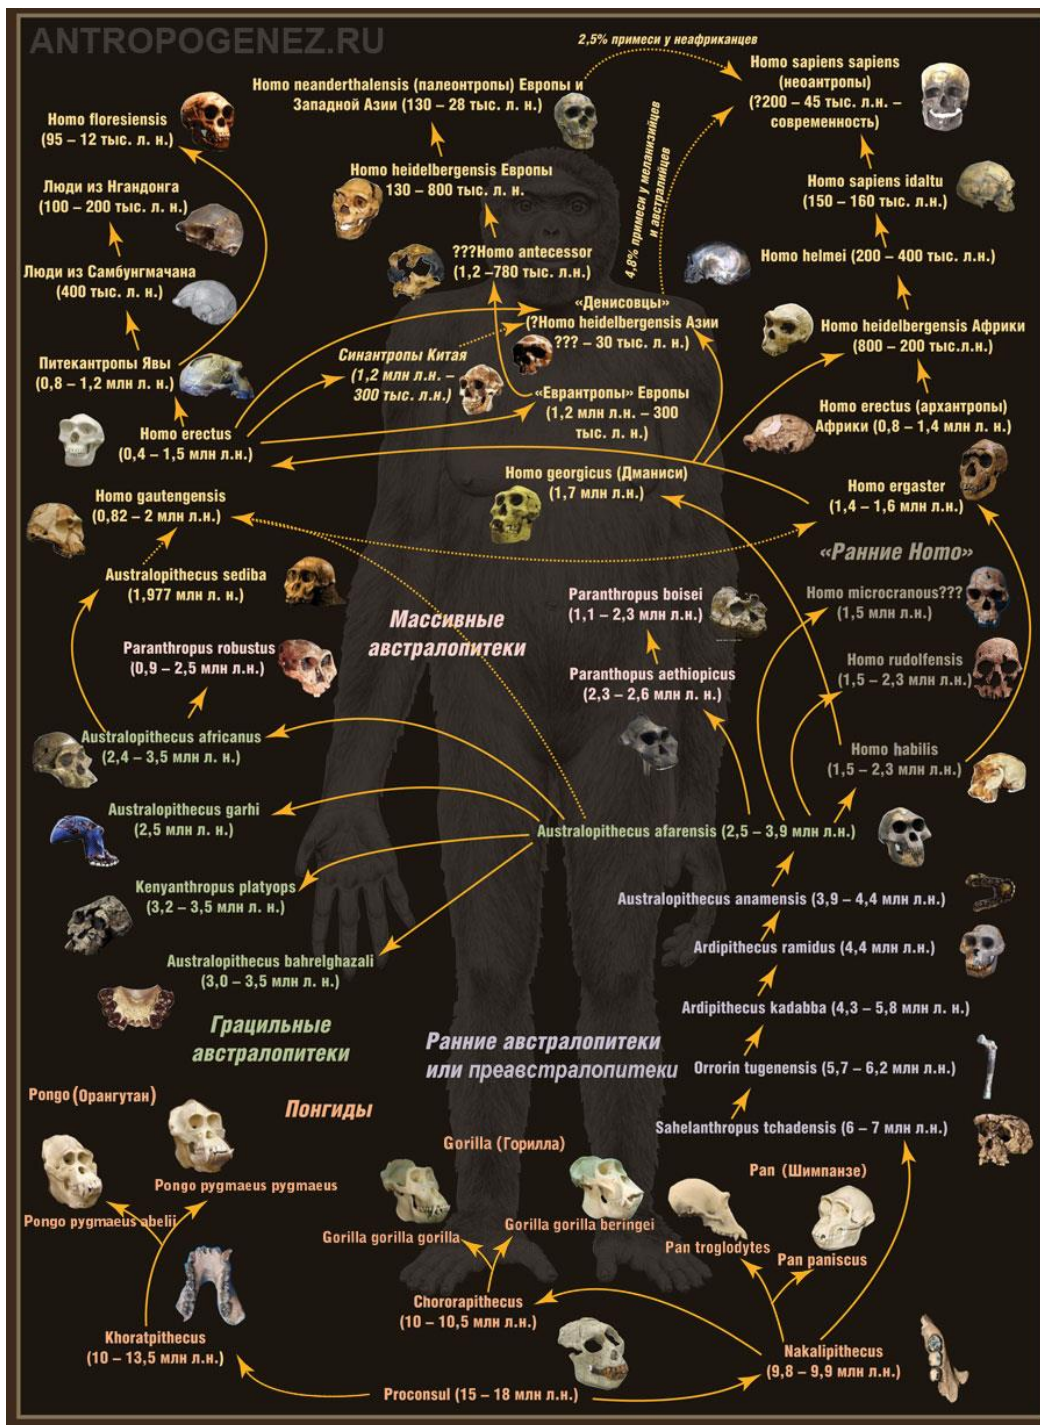 ANTROPOGENEZ.RU
2,5% примеси у неафриканцев
Homo sapiens sapiens
(неоантропы)
(?200 – 45 тыс. л.н. –
современность)
Homo neanderthalensis (палеонтропы) Европы и
Западной Азии (130 – 28 тыс. л.н.)
Homo floresiensis
(95 – 12 тыс. л. н.)
4,8% примеси у меланизийцев
и австралийцев
Homo heidelbergensis Европы
130 – 800 тыс. л. н.
Люди из Нгандонга
(100 – 200 тыс. л.н.)
Homo sapiens idaltu
(150 – 160 тыс. л.н.)
???Homo antecessor
(1,2 –780 тыс. л.н.)
Homo helmei (200 – 400 тыс. л.н.)
Люди из Самбунгмачана
(400 тыс. л. н.)
«Денисовцы»
(?Homo heidelbergensis Азии
??? – 30 тыс. л. н.)
Homo heidelbergensis Африки
(800 – 200 тыс.л.н.)
Питекантропы Явы
(0,8 – 1,2 млн л. н.)
Синантропы Китая
(1,2 млн л.н. –
300 тыс. л.н.)
«Еврантропы» Европы
(1,2 млн л.н. – 300
тыс. л. н.)
Homo erectus (архантропы)
Африки (0,8 – 1,4 млн л. н.)
Homo erectus
(0,4 – 1,5 млн л.н.)
Homo georgicus (Дманиси)
(1,7 млн л.н.)
Homo ergaster
(1,4 – 1,6 млн л.н.)
Homo gautengensis
(0,82 – 2 млн л.н.)
«Ранние Homo»
Australopithecus sediba
(1,977 млн л.н.)
Homo microcranous???
(1,5 млн л.н.)
Paranthropus boisei
(1,1 – 2,3 млн л.н.)
Массивные
австралопитеки
Paranthropus robustus
(0,9 – 2,5 млн л.н.)
Homo rudolfensis
(1,5 – 2,3 млн л.н.)
Paranthopus aethiopicus
(2,3 – 2,6 млн л. н.)
Australopithecus africanus
(2,4 – 3,5 млн л. н.)
Homo habilis
(1,5 – 2,3 млн л.н.)
Australopithecus garhi
(2,5 млн л. н.)
Australopithecus afarensis (2,5 – 3,9 млн л.н.)
Kenyanthropus platyops
(3,2 – 3,5 млн л. н.)
Australopithecus anamensis (3,9 – 4,4 млн л.н.)
Ardipithecus ramidus (4,4 млн л.н.)
Australopithecus bahrelghazali
(3,0 – 3,5 млн л. н.)
Ardipithecus kadabba (4,3 – 5,8 млн л. н.)
Грацильные
австралопитеки
Ранние австралопитеки
или преавстралопитеки
Orrorin tugenensis (5,7 – 6,2 млн л.н.)
Pongo (Орангутан)
Понгиды
Sahelanthropus tchadensis (6 – 7 млн л.н.)
Gorilla (Горилла)
Pan (Шимпанзе)
Pongo pygmaeus pygmaeus
Pongo pygmaeus abelii
Gorilla gorilla gorilla
Gorilla gorilla beringei
Pan troglodytes
Pan paniscus
Chororapithecus
(10 – 10,5 млн л.н.)
Khoratpithecus
(10 – 13,5 млн л.н.)
Nakalipithecus
(9,8 – 9,9 млн л.н.)
Proconsul (15 – 18 млн л.н.)